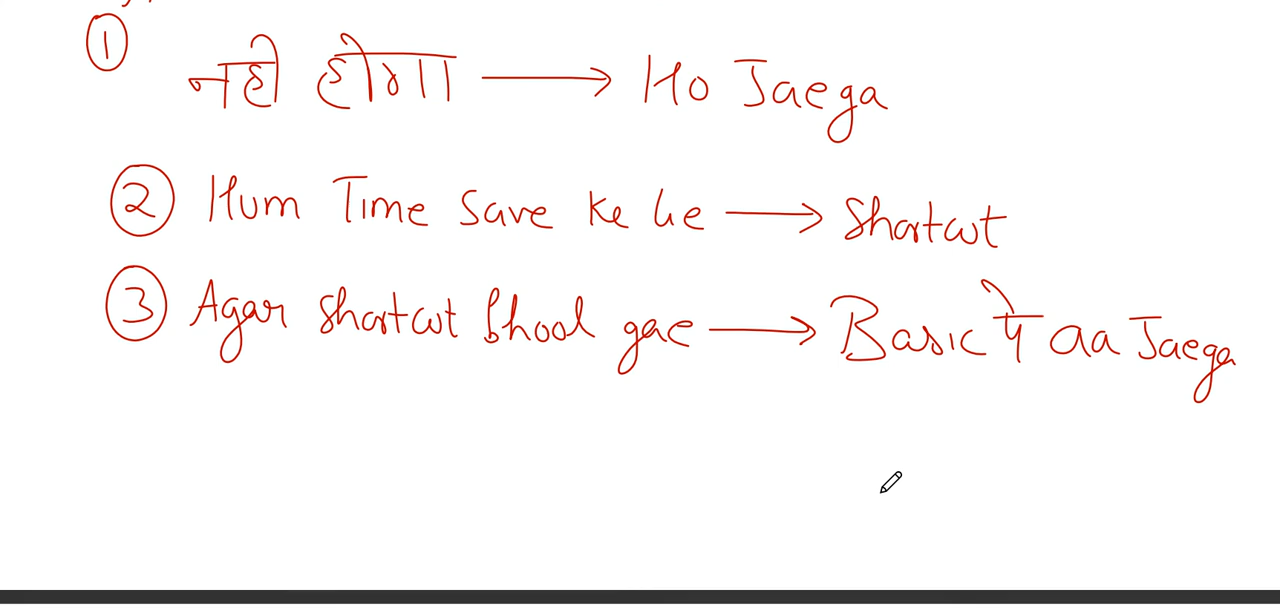 ① नही होगा → Ho Jaega
② Hum Time Save ke lie → Shortcut
③ Agar Shortcut bhool gae → Basic पे aa Jaega